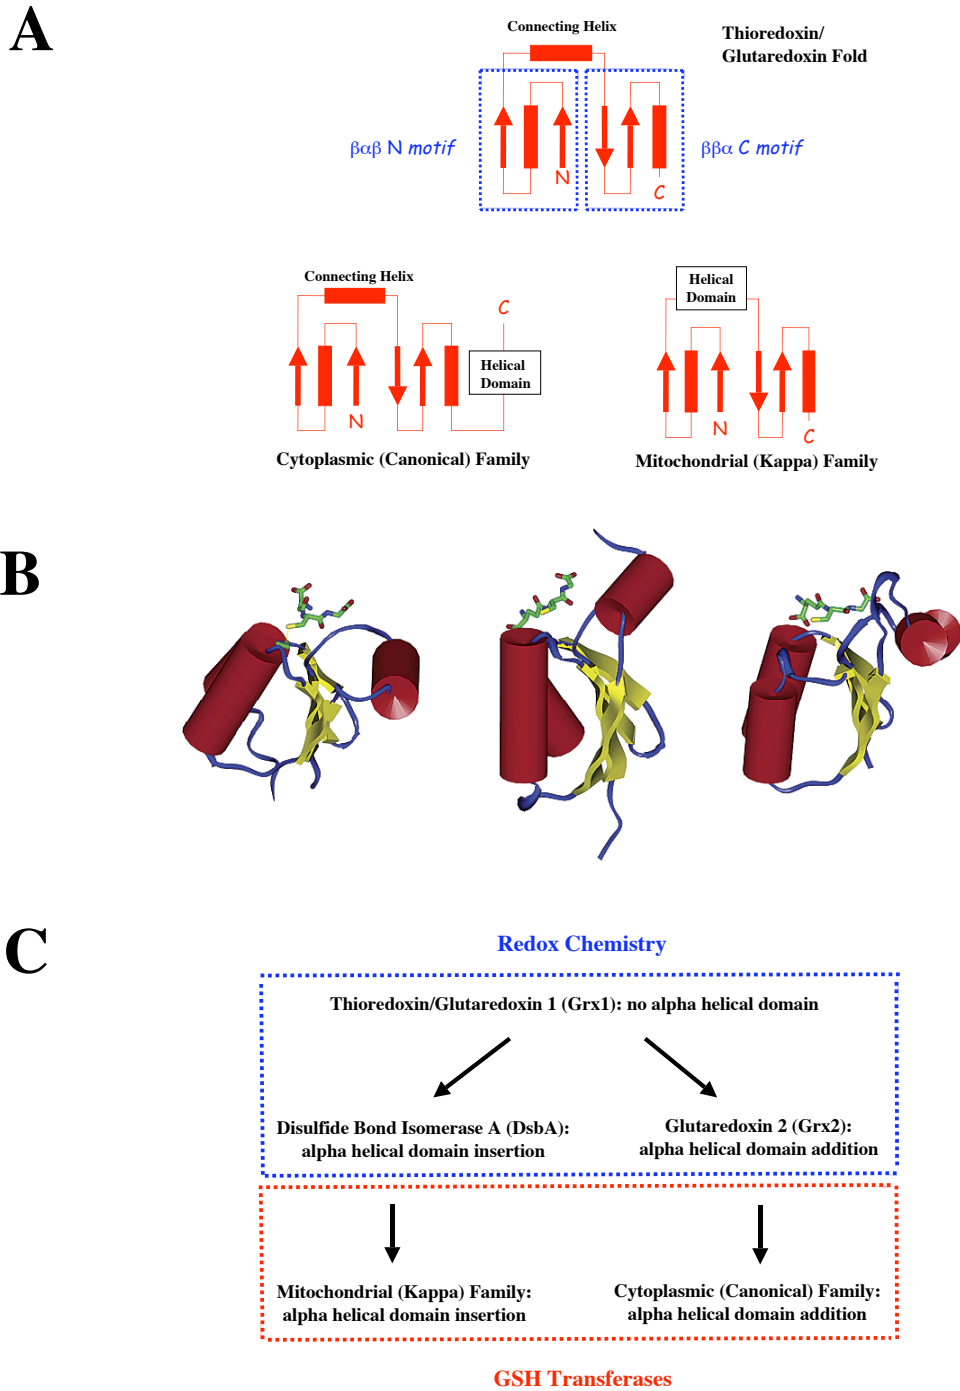 A
Connecting Helix
Thioredoxin/
Glutaredoxin Fold
βαβ N motif
ββα C motif
N
C
Connecting Helix
C
Helical
Domain
N
Cytoplasmic (Canonical) Family
Helical
Domain
N
C
Mitochondrial (Kappa) Family
B
C
Redox Chemistry
Thioredoxin/Glutaredoxin 1 (Grx1): no alpha helical domain
Disulfide Bond Isomerase A (DsbA):
alpha helical domain insertion
Glutaredoxin 2 (Grx2):
alpha helical domain addition
Mitochondrial (Kappa) Family:
alpha helical domain insertion
Cytoplasmic (Canonical) Family:
alpha helical domain addition
GSH Transferases